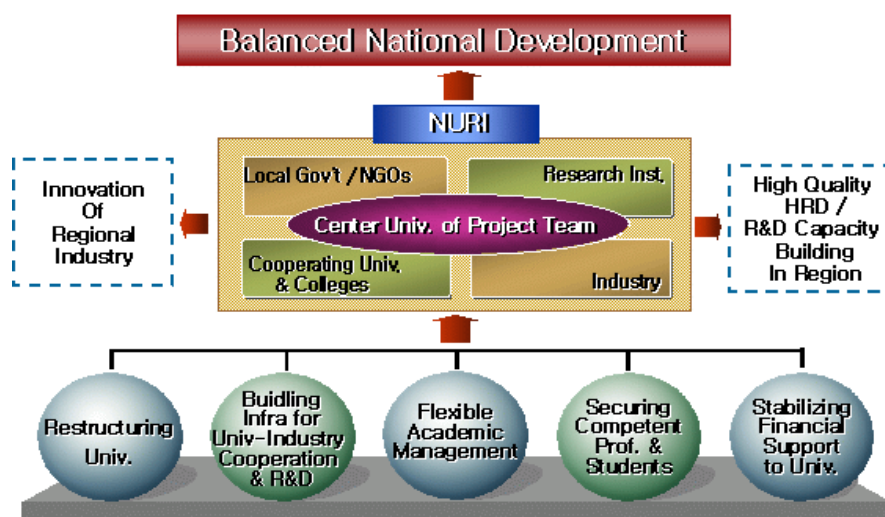 Balanced National Development
NURI
Local Gov't /NGOs
Research Inst,
Center Univ. of Project Team
Cooperating Univ,
& Colleges
Industry
Innovation
Of
Regional
Industry
High Quality
HRD /
R&D Capacity
Building
In Region
Restructuring
Univ.
Buidling
Infra for
Univ-Industry
Cooperation
& R&D
Flexible
Academic
Management
Securing
Competent
Prof. &
Students
Stabilizing
Financial
Support
to Univ.